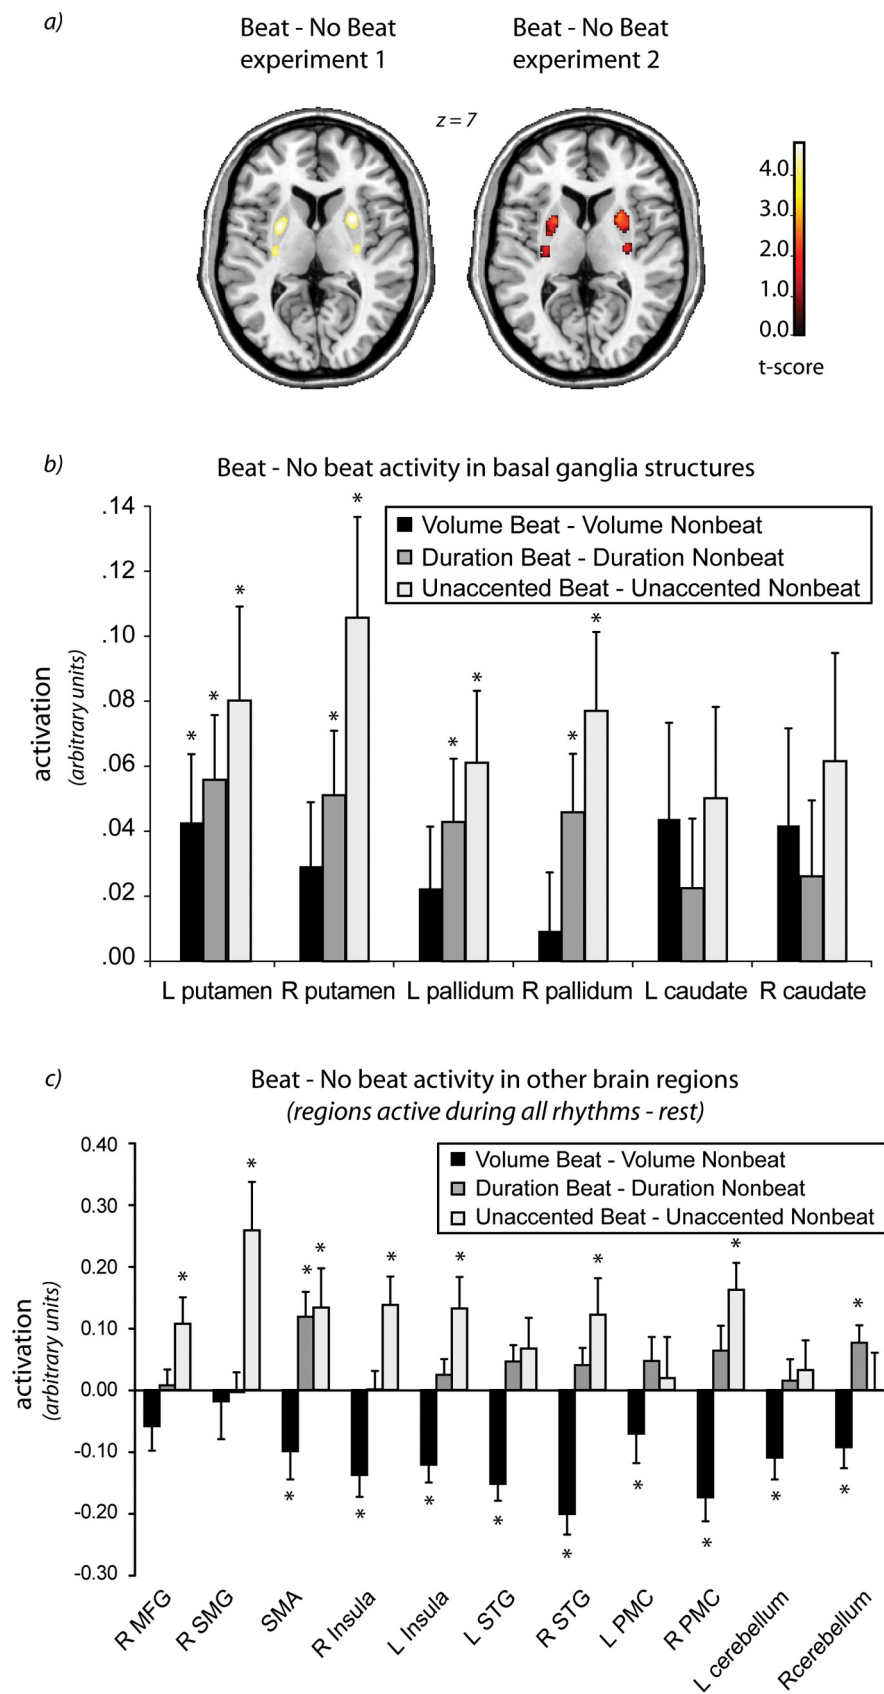 a)
Beat - No Beat
experiment 1
Beat - No Beat
experiment 2
z = 7
4.0
3.0
2.0
1.0
0.0
t-score
b)
Beat - No beat activity in basal ganglia structures
Volume Beat - Volume Nonbeat
Duration Beat - Duration Nonbeat
Unaccented Beat - Unaccented Nonbeat
activation
(arbitrary units)
.14
.12
.10
.08
.06
.04
.02
.00
* * * * * * * * *
L putamen R putamen L pallidum R pallidum L caudate R caudate
c)
Beat - No beat activity in other brain regions
(regions active during all rhythms - rest)
Volume Beat - Volume Nonbeat
Duration Beat - Duration Nonbeat
Unaccented Beat - Unaccented Nonbeat
activation
(arbitrary units)
0.40
0.30
0.20
0.10
0.00
-0.10
-0.20
-0.30
* * * * * * * * *
* * * * * * * * *
R MFG
R SMG
SMA
R Insula
L Insula
L STG
R STG
L PMC
R PMC
L cerebellum
Rcerebellum